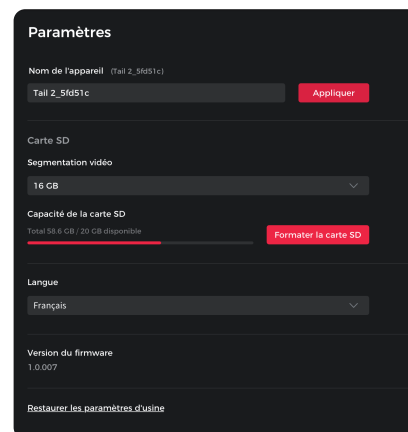 Paramètres
Nom de l'appareil (Tail 2_5fd51c)
Tail 2_5fd51c
Appliquer
Carte SD
Segmentation vidéo
16 GB
Capacité de la carte SD
Total 58.6 GB / 20 GB disponible
Formater la carte SD
Langue
Français
Version du firmware
1.0.007
Restaurer les paramètres d'usine